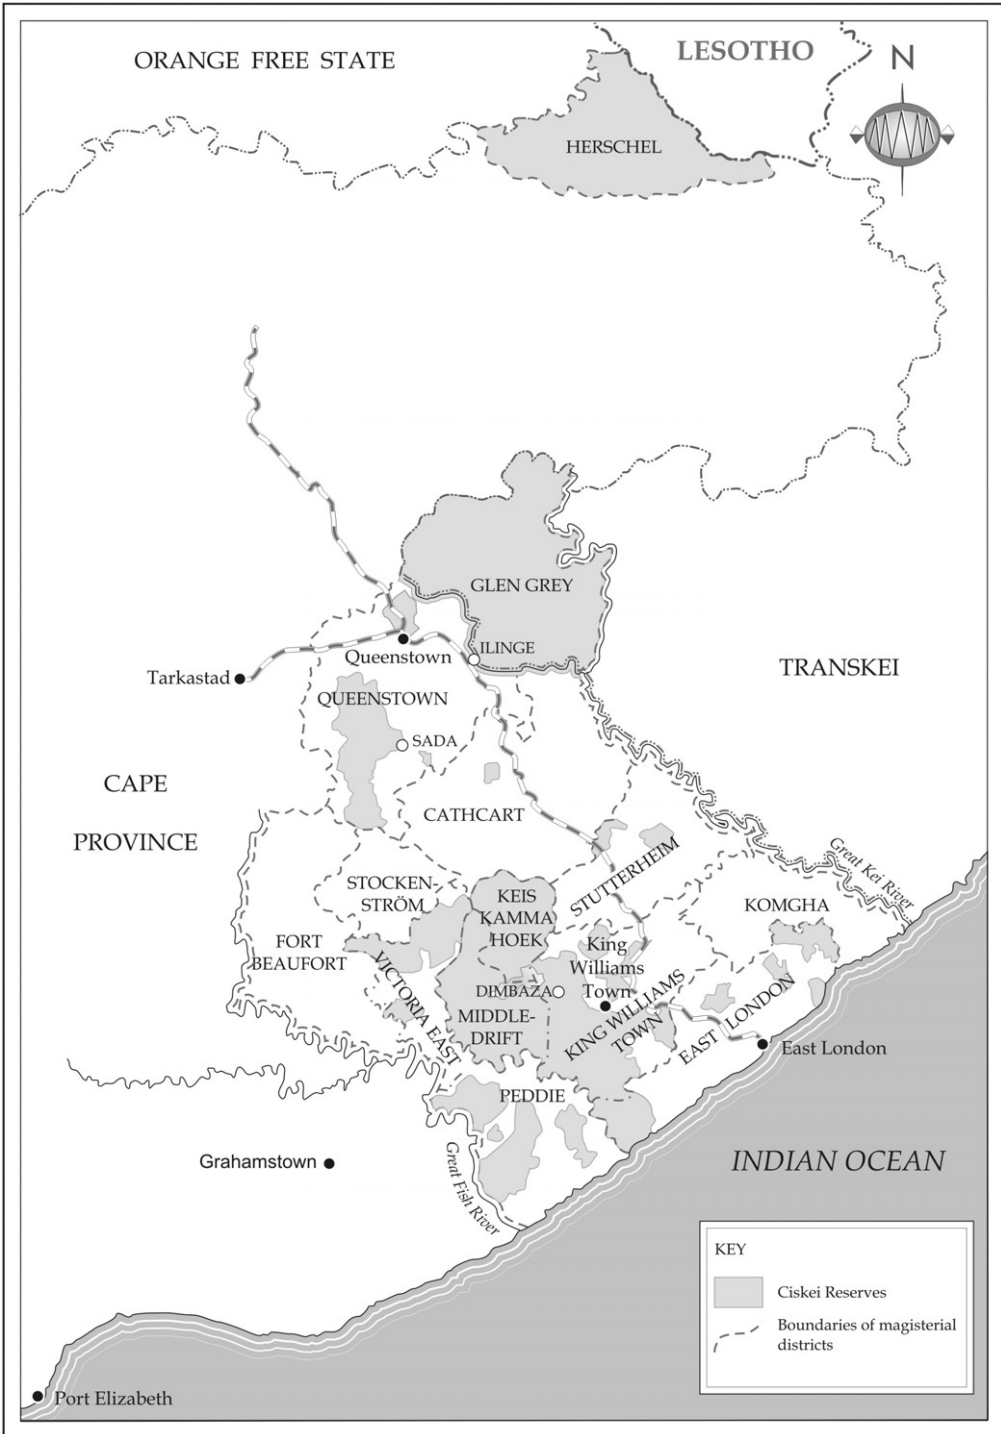 ORANGE FREE STATE
LESOTHO
N
HERSCHEL
GLEN GREY
ILINGE
Queenstown
Tarkastad
TRANSKEI
QUEENSTOWN
SADA
CAPE
PROVINCE
CATHCART
Great Kei River
STUTTERHEIM
STOCKEN
STRÖM
KEIS
KAMMA
HOEK
KOMGHA
FORT
BEAUFORT
King
Williams
Town
VICTORIA EAST
DIMBAZA
MIDDLE-
DRIFT
KING WILLIAMS
TOWN
EAST LONDON
East London
PEDDIE
Grahamstown
Great Fish River
INDIAN OCEAN
KEY
Ciskei Reserves
Boundaries of magisterial
districts
Port Elizabeth